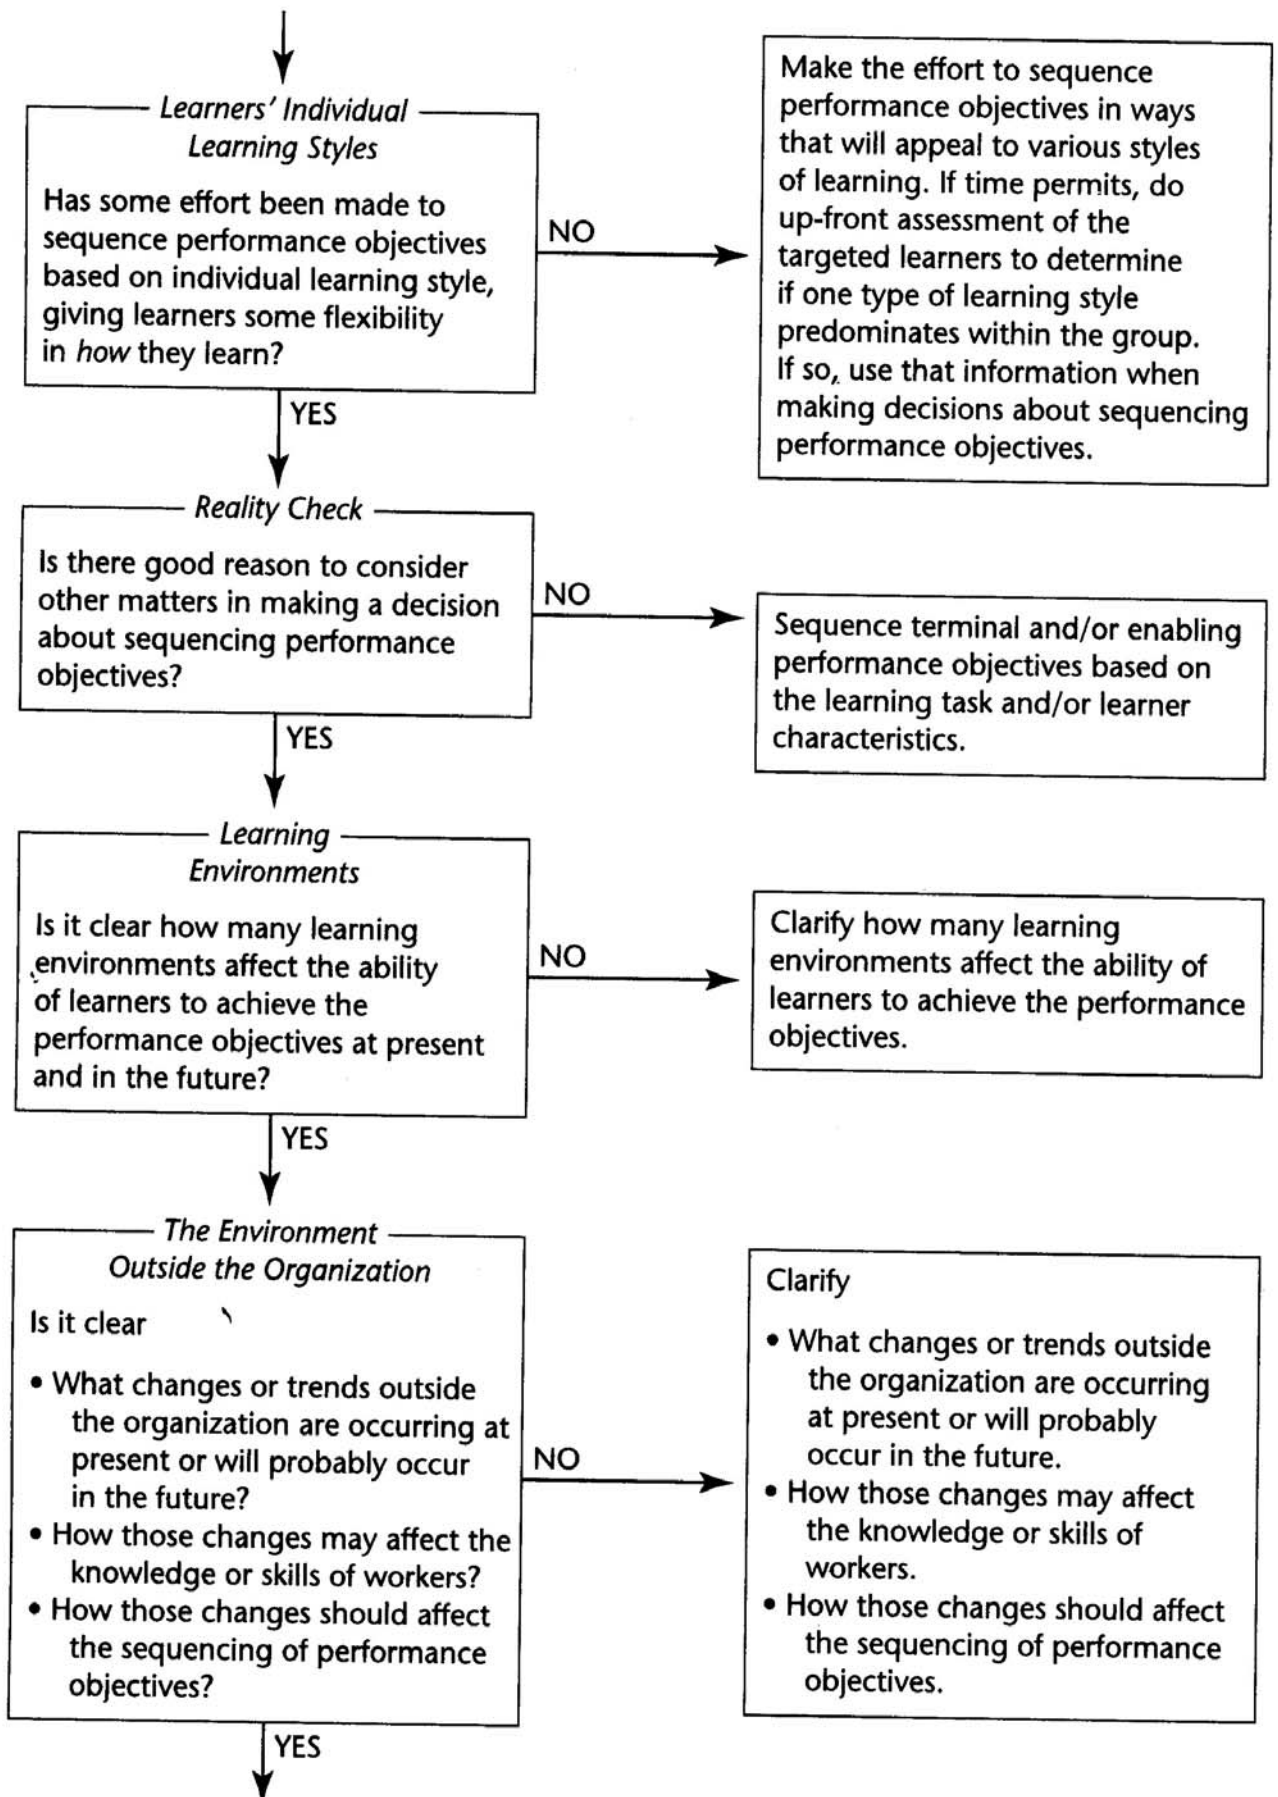 Learners' Individual
Learning Styles
Has some effort been made to
sequence performance objectives
based on individual learning style,
giving learners some flexibility
in how they learn?
NO
Make the effort to sequence
performance objectives in ways
that will appeal to various styles
of learning. If time permits, do
up-front assessment of the
targeted learners to determine
if one type of learning style
predominates within the group.
If so, use that information when
making decisions about sequencing
performance objectives.
YES
Reality Check
Is there good reason to consider
other matters in making a decision
about sequencing performance
objectives?
NO
Sequence terminal and/or enabling
performance objectives based on
the learning task and/or learner
characteristics.
YES
Learning
Environments
Is it clear how many learning
environments affect the ability
of learners to achieve the
performance objectives at present
and in the future?
NO
Clarify how many learning
environments affect the ability of
learners to achieve the performance
objectives.
YES
The Environment
Outside the Organization
Is it clear
• What changes or trends outside
the organization are occurring at
present or will probably occur
in the future?
• How those changes may affect the
knowledge or skills of workers?
• How those changes should affect
the sequencing of performance
objectives?
NO
Clarify
• What changes or trends outside
the organization are occurring
at present or will probably
occur in the future.
• How those changes may affect
the knowledge or skills of
workers.
• How those changes should affect
the sequencing of performance
objectives.
YES